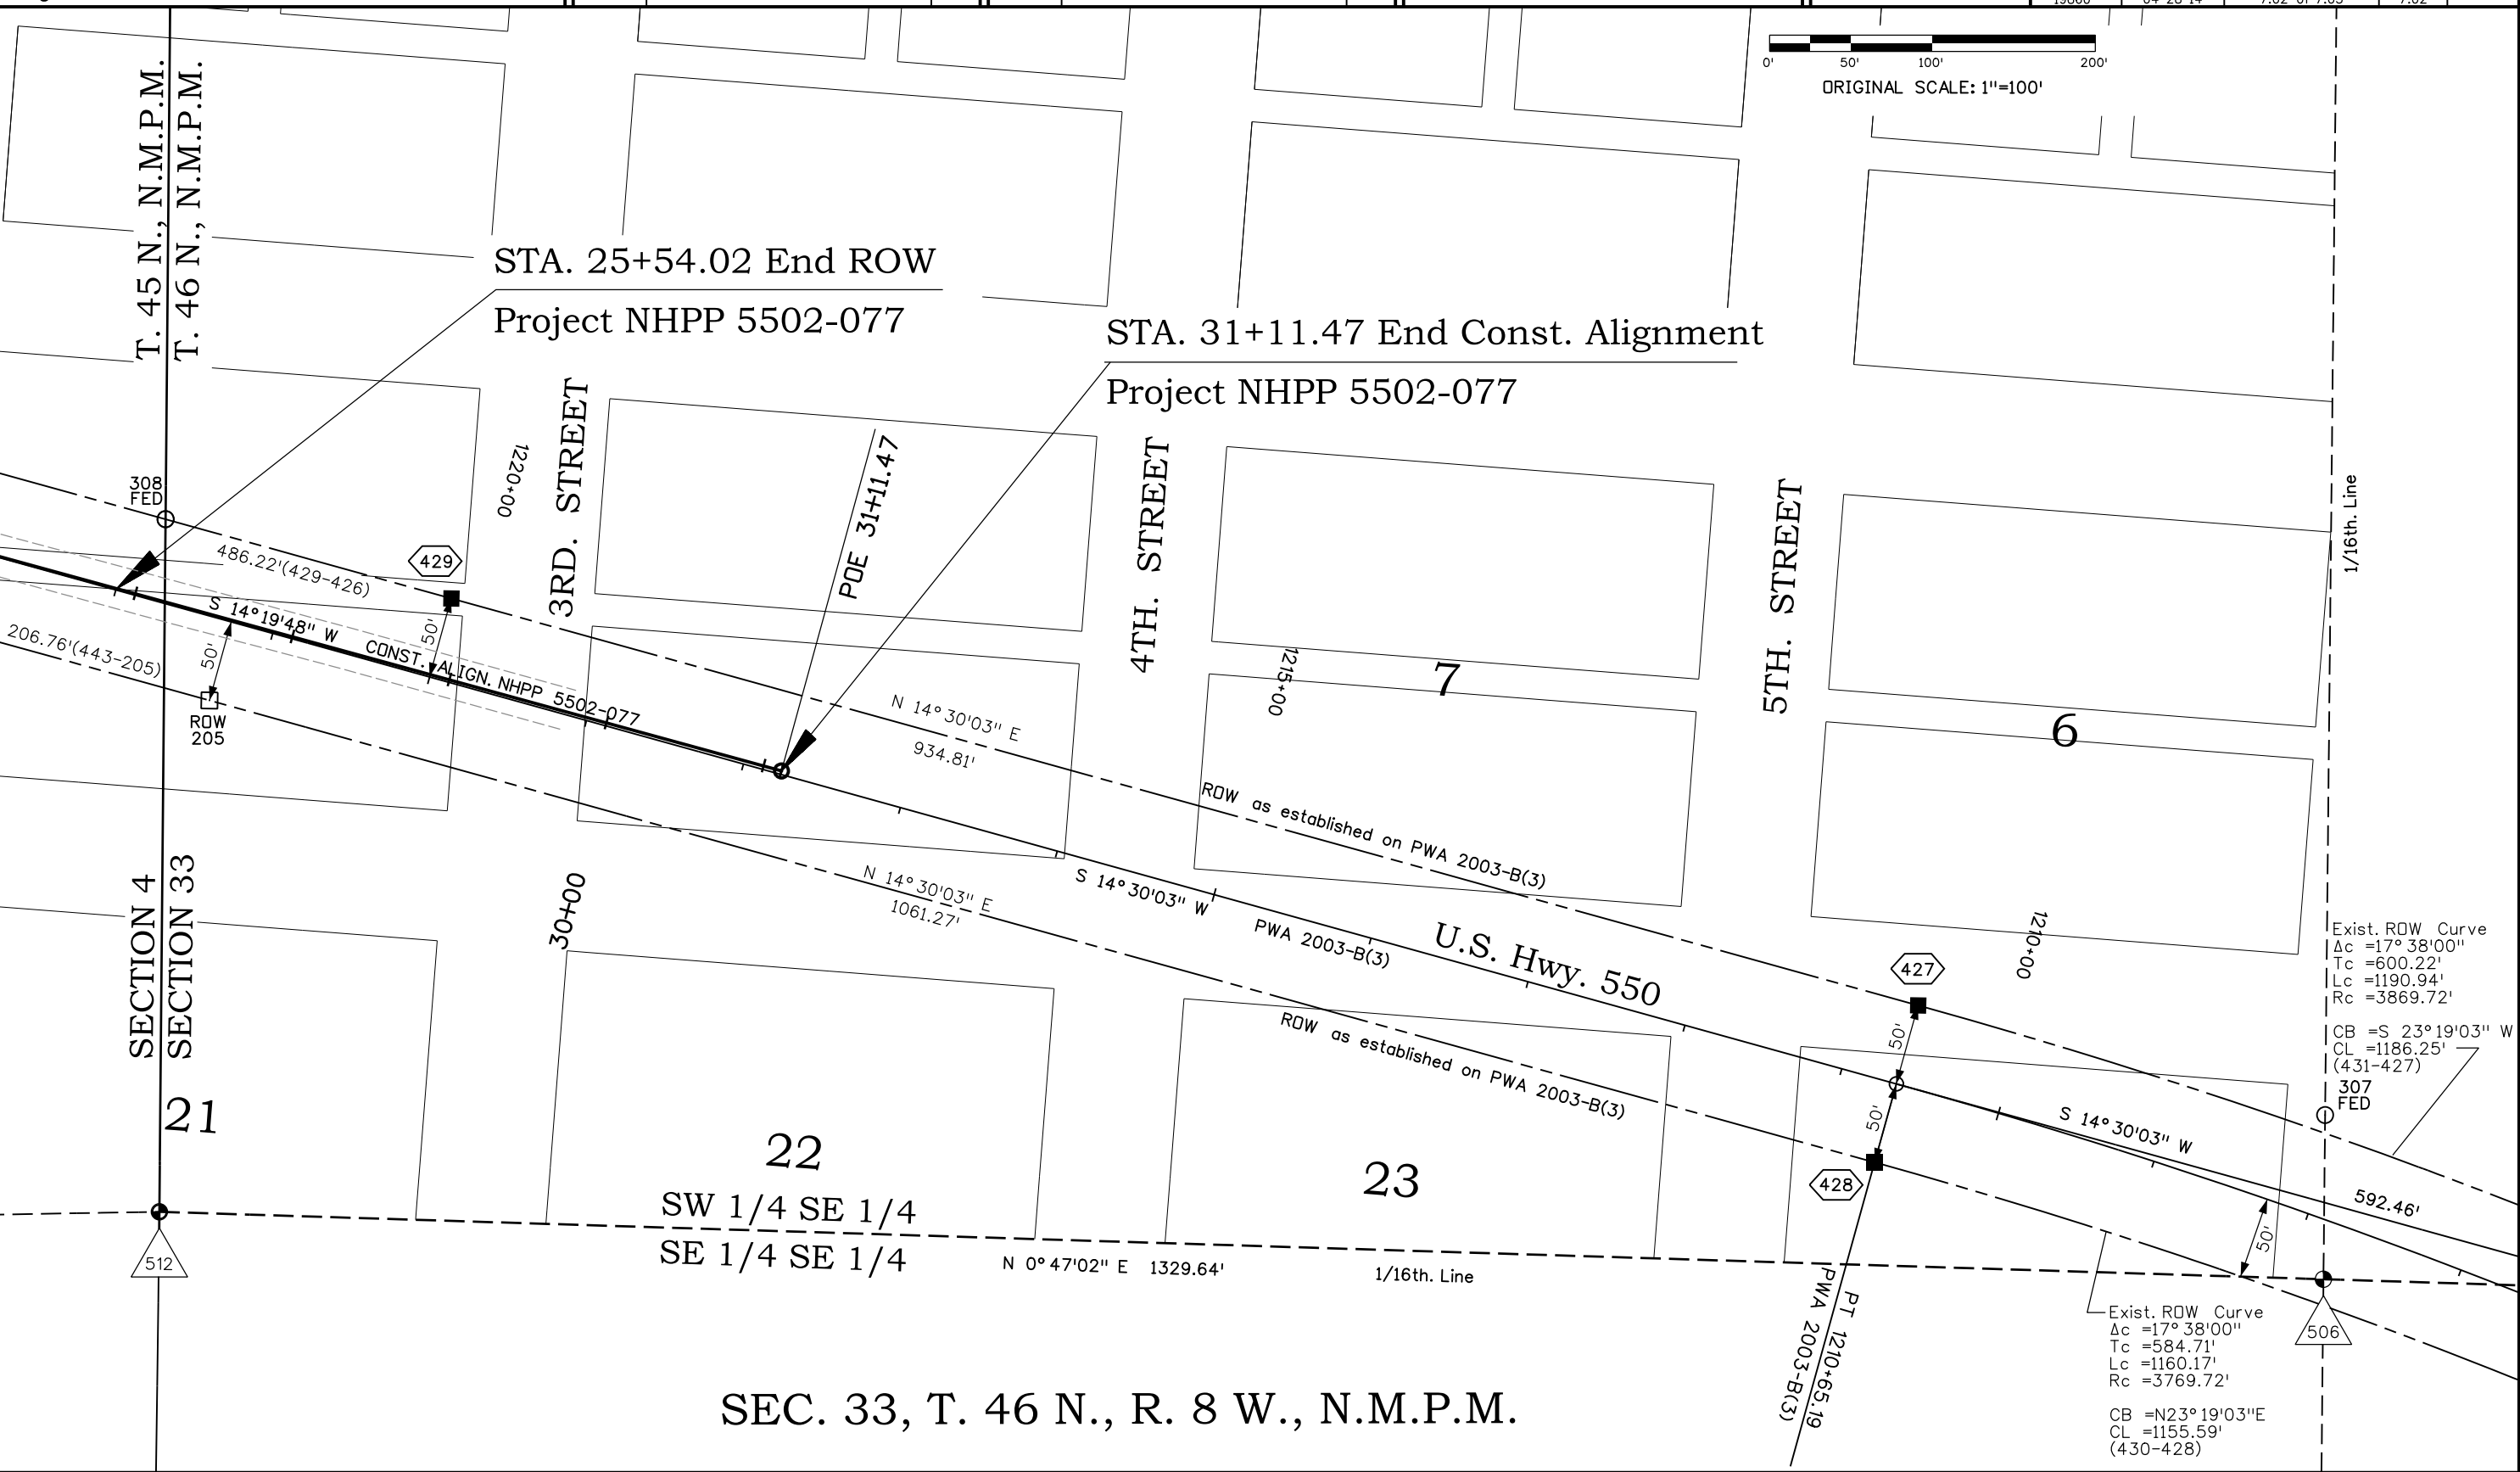 0'
50'
100'
200'
ORIGINAL SCALE: 1"=100'
T. 45 N., N.M.P.M.
T. 46 N., N.M.P.M.
STA. 25+54.02 End ROW
Project NHPP 5502-077
STA. 31+11.47 End Const. Alignment
Project NHPP 5502-077
308
FED
486.22'(429-426)
429
1220+00
3RD. STREET
POE 31+11.47
4TH. STREET
1215+00
7
5TH. STREET
6
1/16th. Line
S 14°19'48" W
CONST. ALIGN. NHPP 5502-077
206.76'(443-205)
50'
50'
ROW
205
N 14°30'03" E
934.81'
ROW as established on PWA 2003-B(3)
N 14°30'03" E
1061.27'
S 14°30'03" W
PWA 2003-B(3)
U.S. Hwy. 550
ROW as established on PWA 2003-B(3)
30+00
SECTION 4
SECTION 33
21
22
23
427
1210+00
50'
50'
428
Exist. ROW Curve
Δc =17°38'00"
Tc =600.22'
Lc =1190.94'
Rc =3869.72'
CB =S 23°19'03" W
CL =1186.25'
(431-427)
307
FED
S 14°30'03" W
592.46'
50'
SW 1/4 SE 1/4
SE 1/4 SE 1/4
N 0°47'02" E 1329.64'
1/16th. Line
512
506
PT 1210+65.19
PWA 2003-B(3)
Exist. ROW Curve
Δc =17°38'00"
Tc =584.71'
Lc =1160.17'
Rc =3769.72'
CB =N23°19'03"E
CL =1155.59'
(430-428)
SEC. 33, T. 46 N., R. 8 W., N.M.P.M.